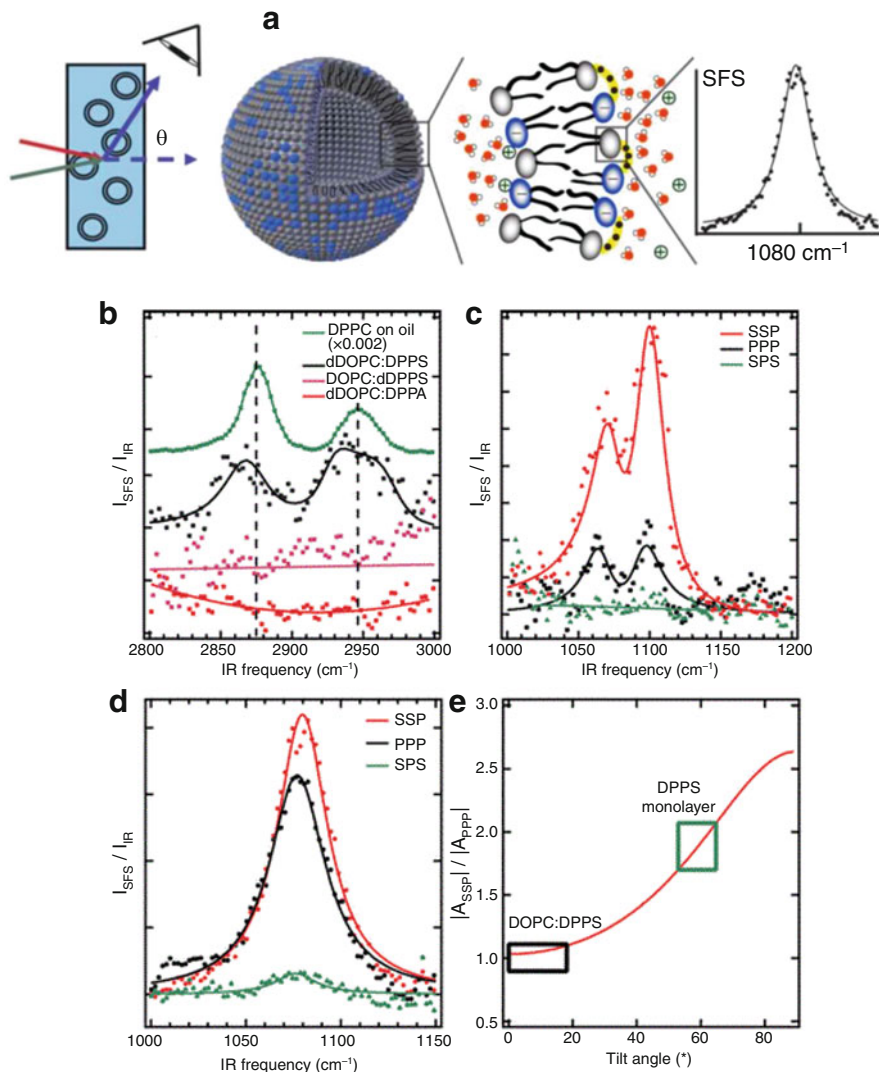 a
θ
SFS
1080 cm⁻¹
b
DPPC on oil
(×0.002)
dDOPC:DPPS
DOPC:dDPPS
dDOPC:DPPA
I_SFS / I_IR
2800 2850 2900 2950 3000
IR frequency (cm⁻¹)
c
SSP
PPP
SPS
I_SFS / I_IR
1000 1050 1100 1150 1200
IR frequency (cm⁻¹)
d
SSP
PPP
SPS
I_SFS / I_IR
1000 1050 1100 1150
IR frequency (cm⁻¹)
e
3.0
2.5
2.0
1.5
1.0
0.5
|A_SSP| / |A_PPP|
DPPS
monolayer
DOPC:DPPS
0 20 40 60 80
Tilt angle (*)